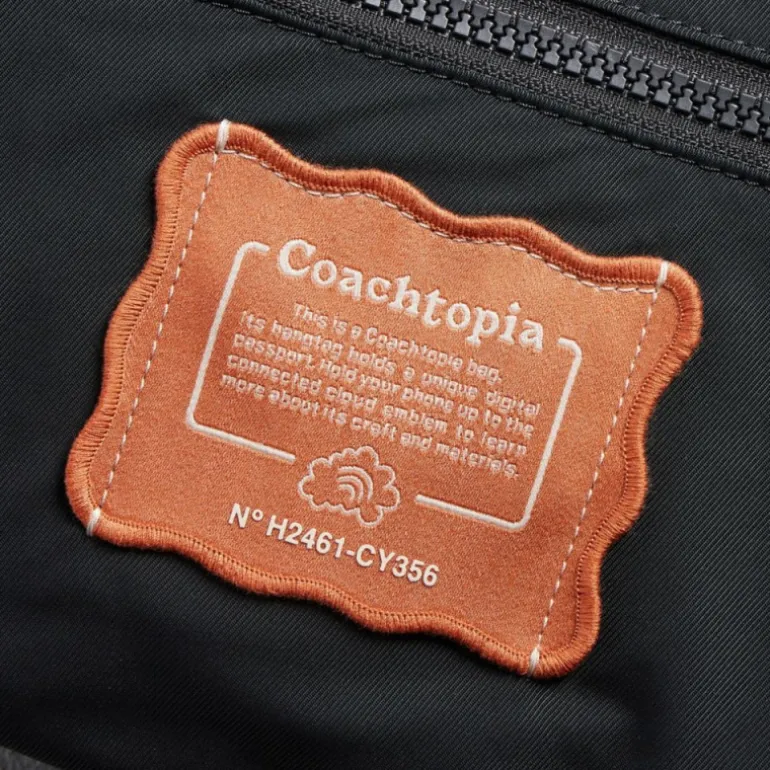 Coachtopia
This is a Coachtopia bag.
Its hangtag holds a unique digital
passport. Hold your phone up to the
connected cloud emblem to learn
more about its craft and materials.
Nº H2461-CY356